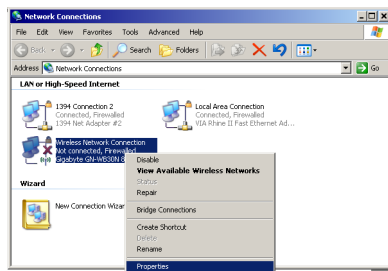 Network Connections
File Edit View Favorites Tools Advanced Help
Back Search Folders
Address Network Connections Go
LAN or High-Speed Internet
1394 Connection 2
Connected, Firewalled
1394 Net Adapter #2
Local Area Connection
Connected, Firewalled
VIA Rhine II Fast Ethernet Ad...
Wireless Network Connection
Not connected, Firewalled
Gigabyte GN-WB30N 8
Disable
View Available Wireless Networks
Status
Repair
Bridge Connections
Create Shortcut
Delete
Rename
Properties
Wizard
New Connection Wizar